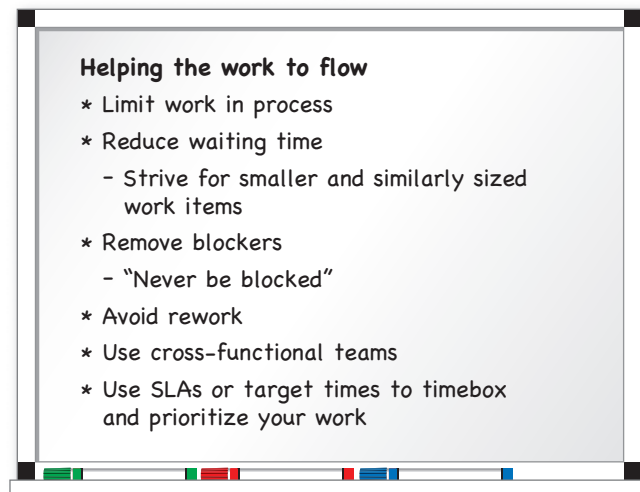 Helping the work to flow
* Limit work in process
* Reduce waiting time
– Strive for smaller and similarly sized
work items
* Remove blockers
– “Never be blocked”
* Avoid rework
* Use cross-functional teams
* Use SLAs or target times to timebox
and prioritize your work